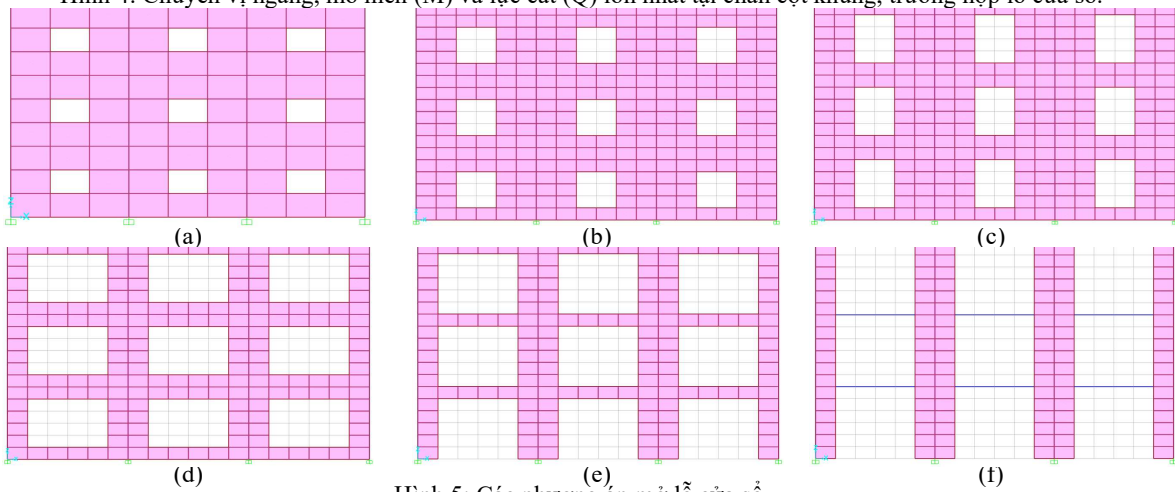 Hình 4: Chuyển vị ngang, mô men (M) và lực cắt (Q) lớn nhất tại chân cột khung, trường hợp lỗ cửa sổ.
(a)
(b)
(c)
(d)
(e)
(f)
Hình 5: Các phương án mở lỗ cửa sổ